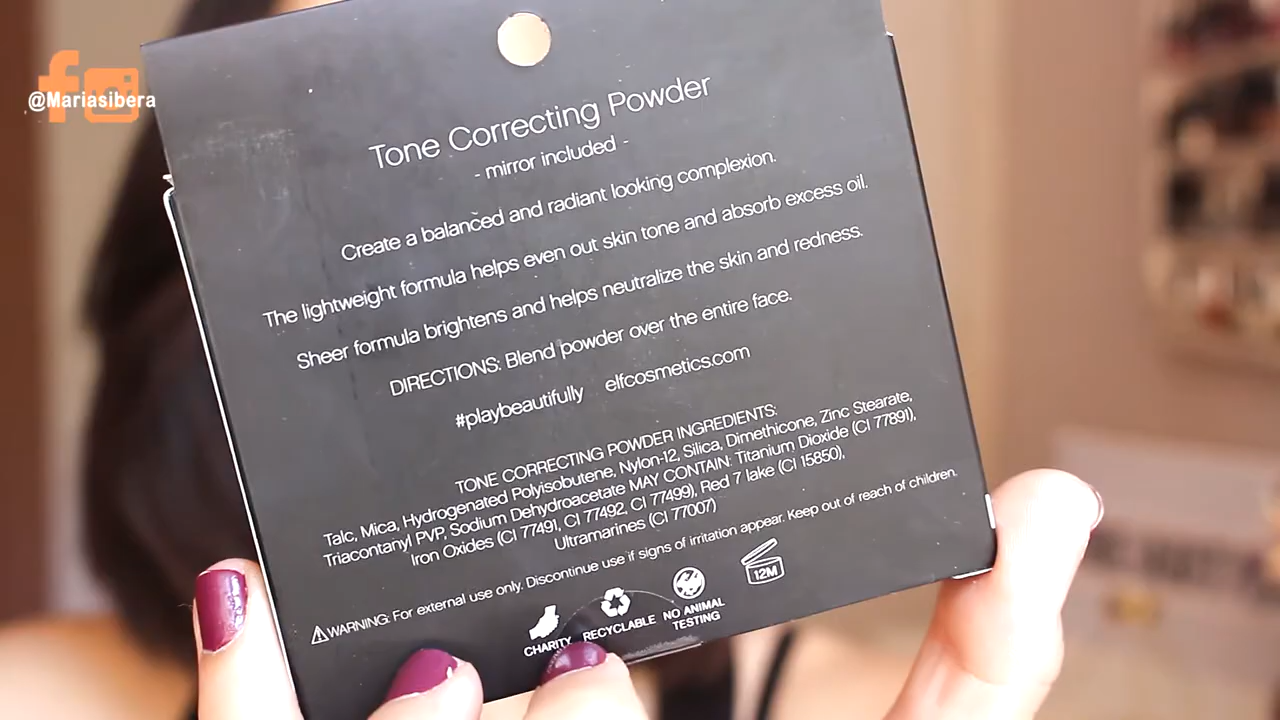 @Mariasibera
Tone Correcting Powder
- mirror included -
Create a balanced and radiant looking complexion.
The lightweight formula helps even out skin tone and absorb excess oil.
Sheer formula brightens and helps neutralize the skin and redness.
DIRECTIONS: Blend powder over the entire face.
#playbeautifully elfcosmetics.com
TONE CORRECTING POWDER INGREDIENTS:
Talc, Mica, Hydrogenated Polyisobutene, Nylon-12, Silica, Dimethicone, Zinc Stearate,
Triacontanyl PVP, Sodium Dehydroacetate MAY CONTAIN: Titanium Dioxide (CI 77891),
Iron Oxides (CI 77491, CI 77492, CI 77499), Red 7 lake (CI 15850),
Ultramarines (CI 77007)
WARNING: For external use only. Discontinue use if signs of irritation appear. Keep out of reach of children.
12M
CHARITY RECYCLABLE NO ANIMAL
TESTING